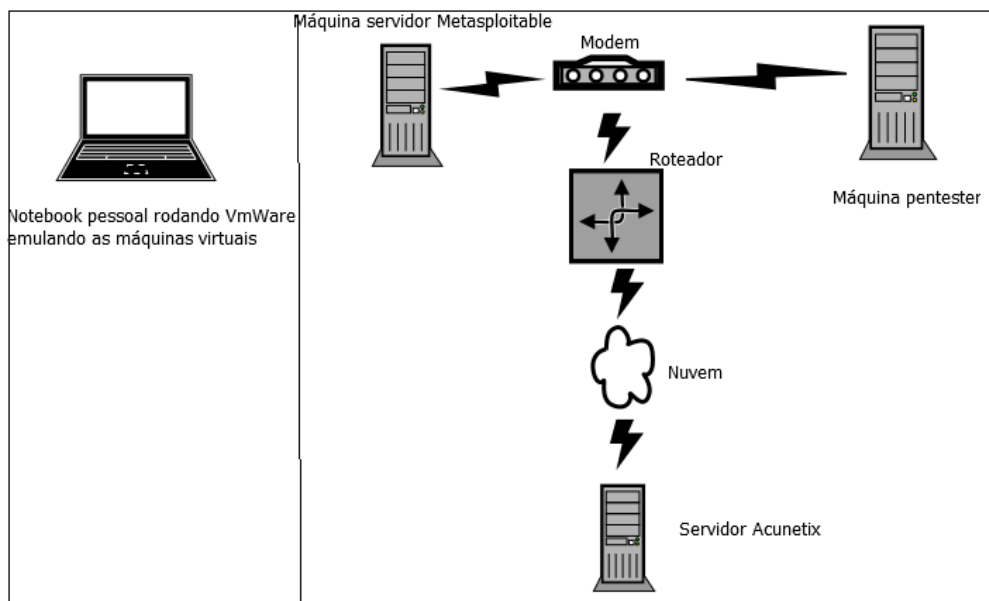 Máquina servidor Metasploitable
Modem
Roteador
Máquina pentester
Notebook pessoal rodando VmWare
emulando as máquinas virtuais
Nuvem
Servidor Acunetix